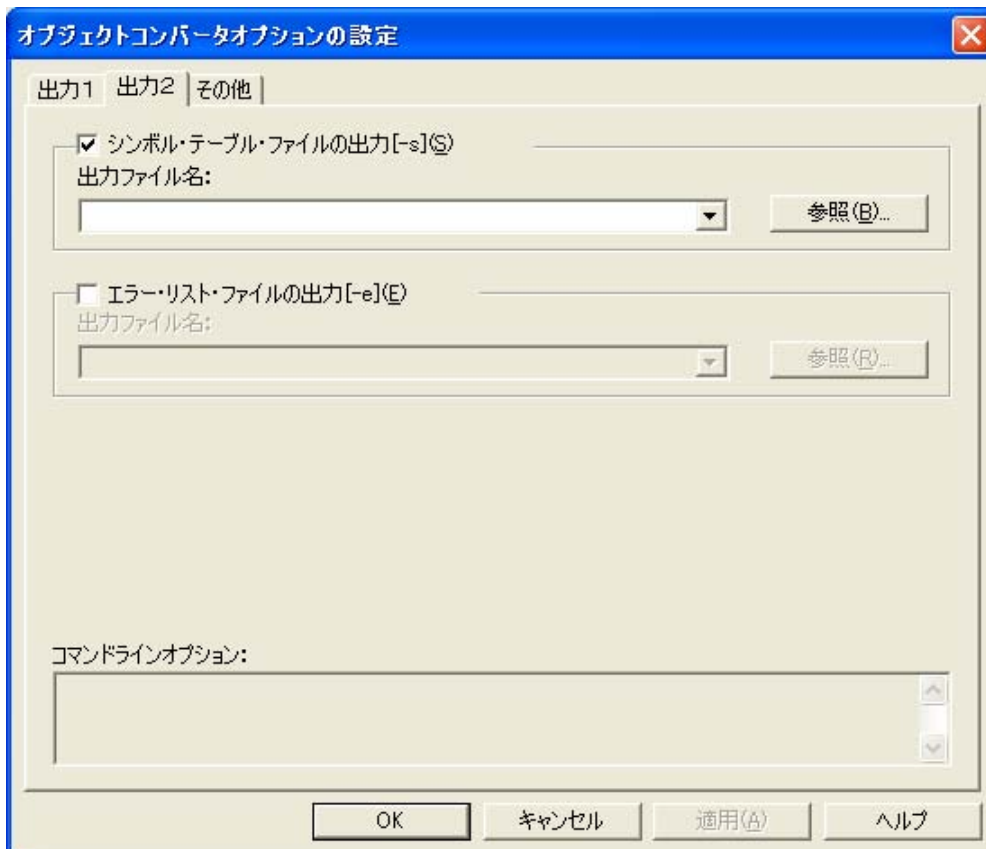 オブジェクトコンバータオプションの設定
出力1 出力2 その他
シンボル・テーブル・ファイルの出力[-s](S)
出力ファイル名:
参照(B)...
エラー・リスト・ファイルの出力[-e](E)
出力ファイル名:
参照(R)...
コマンドラインオプション:
OK キャンセル 適用(A) ヘルプ